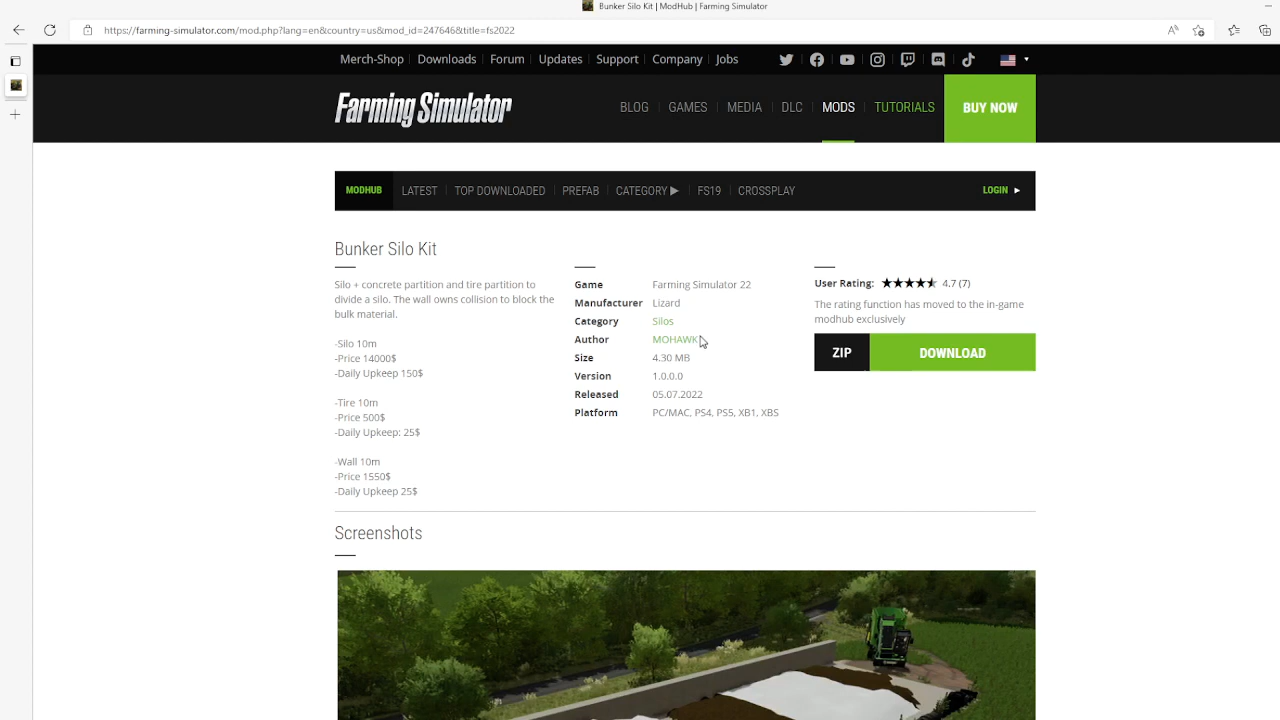 Bunker Silo Kit | ModHub | Farming Simulator
https://farming-simulator.com/mod.php?lang=en&country=us&mod_id=247646&title=fs2022
Merch-Shop Downloads Forum Updates Support Company Jobs
Farming Simulator BLOG GAMES MEDIA DLC MODS TUTORIALS BUY NOW
MODHUB LATEST TOP DOWNLOADED PREFAB CATEGORY ▶ FS19 CROSSPLAY LOGIN ►
Bunker Silo Kit
Silo + concrete partition and tire partition to
divide a silo. The wall owns collision to block the
bulk material.
-Silo 10m
-Price 14000$
-Daily Upkeep 150$
-Tire 10m
-Price 500$
-Daily Upkeep: 25$
-Wall 10m
-Price 1550$
-Daily Upkeep 25$
Game Farming Simulator 22
Manufacturer Lizard
Category Silos
Author MOHAWK
Size 4.30 MB
Version 1.0.0.0
Released 05.07.2022
Platform PC/MAC, PS4, PS5, XB1, XBS
User Rating: 4.7 (7)
The rating function has moved to the in-game
modhub exclusively
ZIP DOWNLOAD
Screenshots